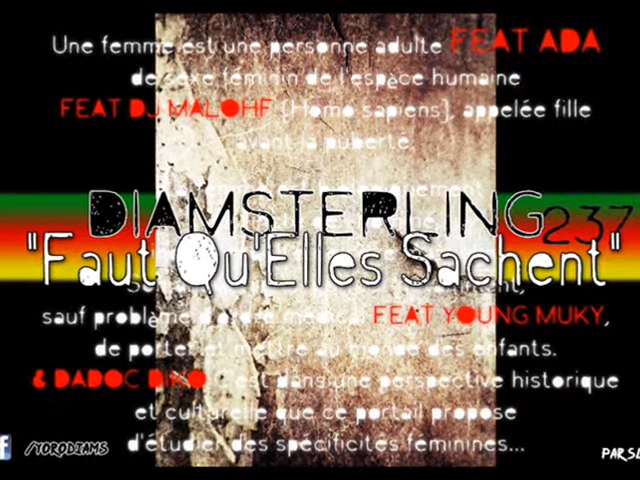 Une femme est une personne adulte FEAT ADA
de sexe féminin de l'espèce humaine
FEAT DJ MALOHF (Homo sapiens), appelée fille
avant la puberté.
DIAMSTERLING237
"Faut Qu'Elles Sachent"
sauf problème d'ordre FEAT YOUNG MUKY,
de porter et mettre au monde des enfants.
& DADOC DIKO C'est dans une perspective historique
et culturelle que ce portail propose
d'étudier des spécificités féminines...
f /YORODIAMS